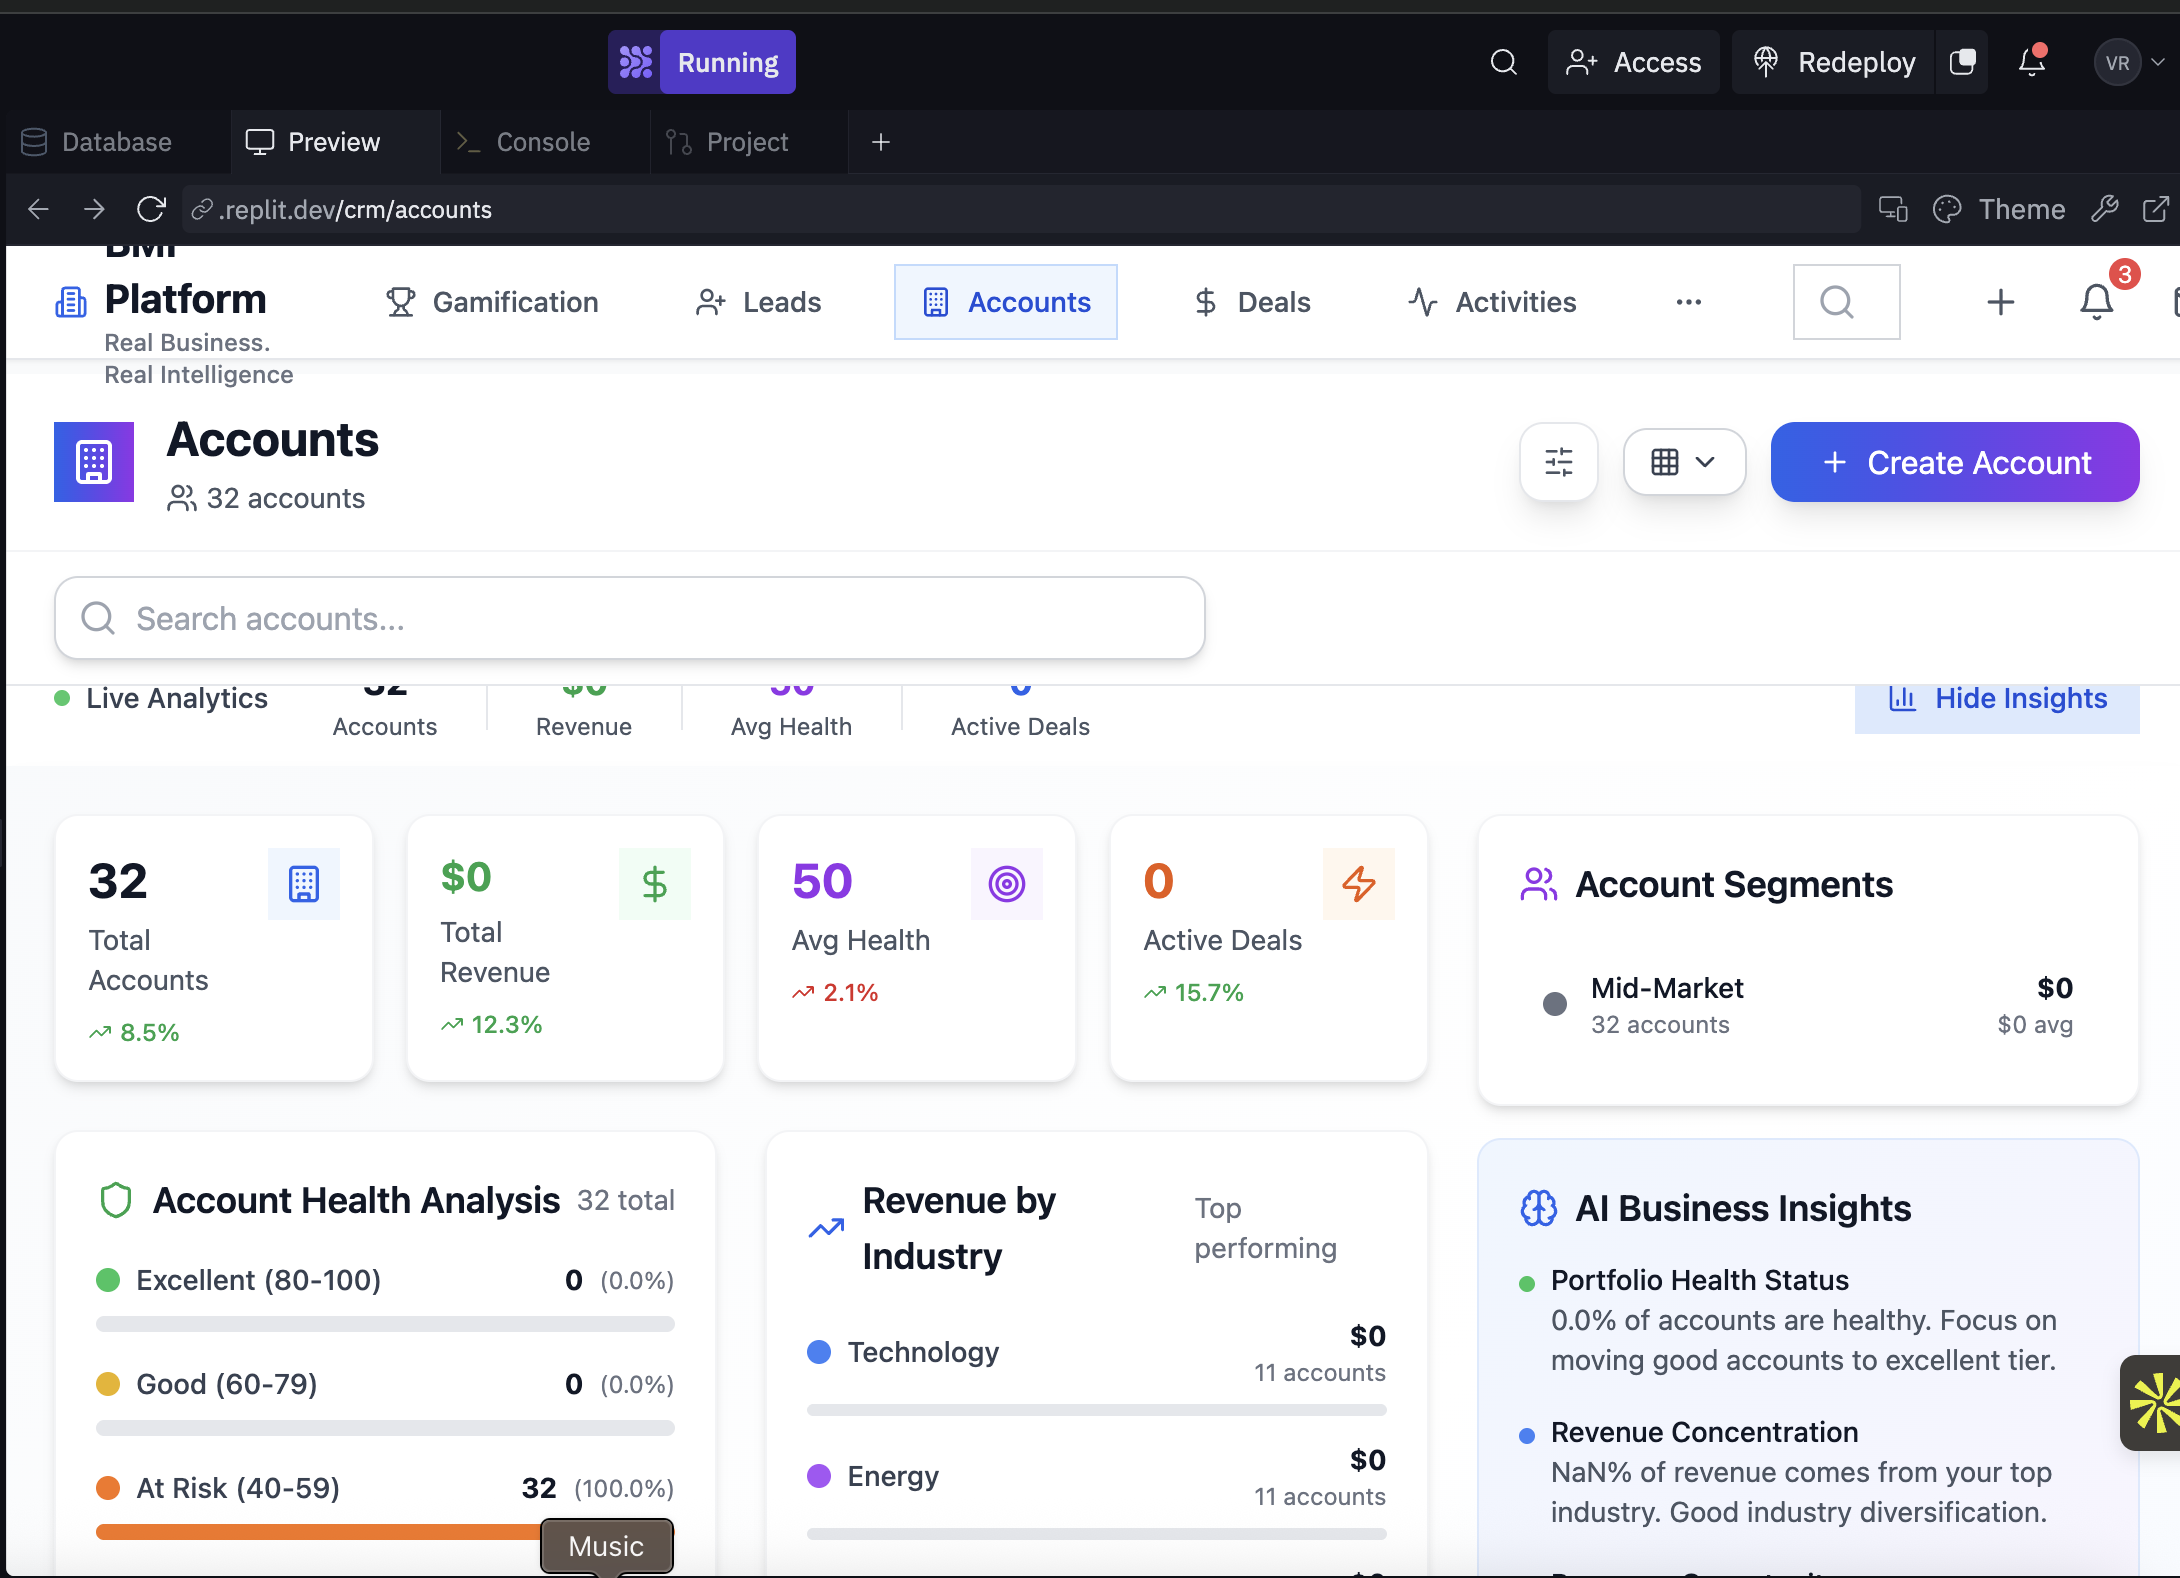 Running
Access
Redeploy
VR
Database
Preview
Console
Project
.replit.dev/crm/accounts
Theme
BMI
Platform
Real Business.
Real Intelligence
Gamification
Leads
Accounts
Deals
Activities
3
Accounts
32 accounts
Create Account
Search accounts...
Live Analytics
32
Accounts
$0
Revenue
50
Avg Health
0
Active Deals
Hide Insights
32
Total
Accounts
8.5%
$0
Total
Revenue
12.3%
50
Avg Health
2.1%
0
Active Deals
15.7%
Account Segments
Mid-Market
$0
32 accounts
$0 avg
Account Health Analysis 32 total
Excellent (80-100) 0 (0.0%)
Good (60-79) 0 (0.0%)
At Risk (40-59) 32 (100.0%)
Music
Revenue by
Industry
Top
performing
Technology
$0
11 accounts
Energy
$0
11 accounts
AI Business Insights
Portfolio Health Status
0.0% of accounts are healthy. Focus on
moving good accounts to excellent tier.
Revenue Concentration
NaN% of revenue comes from your top
industry. Good industry diversification.